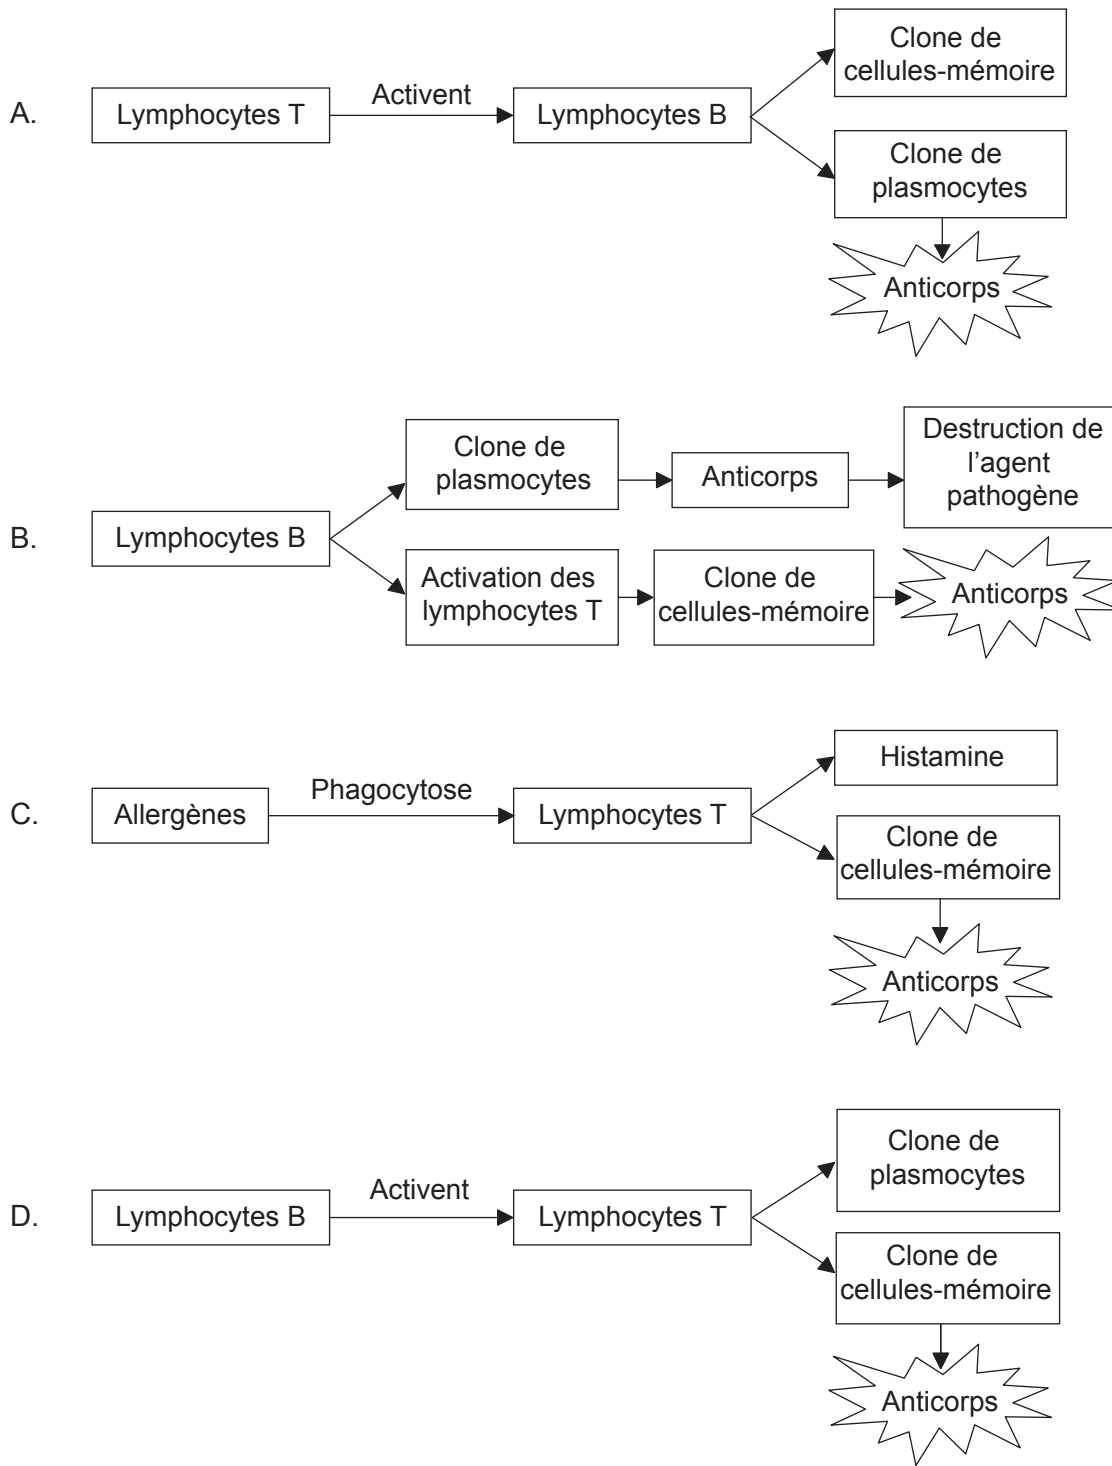 A.
Lymphocytes T
Activent
Lymphocytes B
Clone de
cellules-mémoire
Clone de
plasmocytes
Anticorps
B.
Lymphocytes B
Clone de
plasmocytes
Anticorps
Destruction de
l’agent
pathogène
Activation des
lymphocytes T
Clone de
cellules-mémoire
Anticorps
C.
Allergènes
Phagocytose
Lymphocytes T
Histamine
Clone de
cellules-mémoire
Anticorps
D.
Lymphocytes B
Activent
Lymphocytes T
Clone de
plasmocytes
Clone de
cellules-mémoire
Anticorps